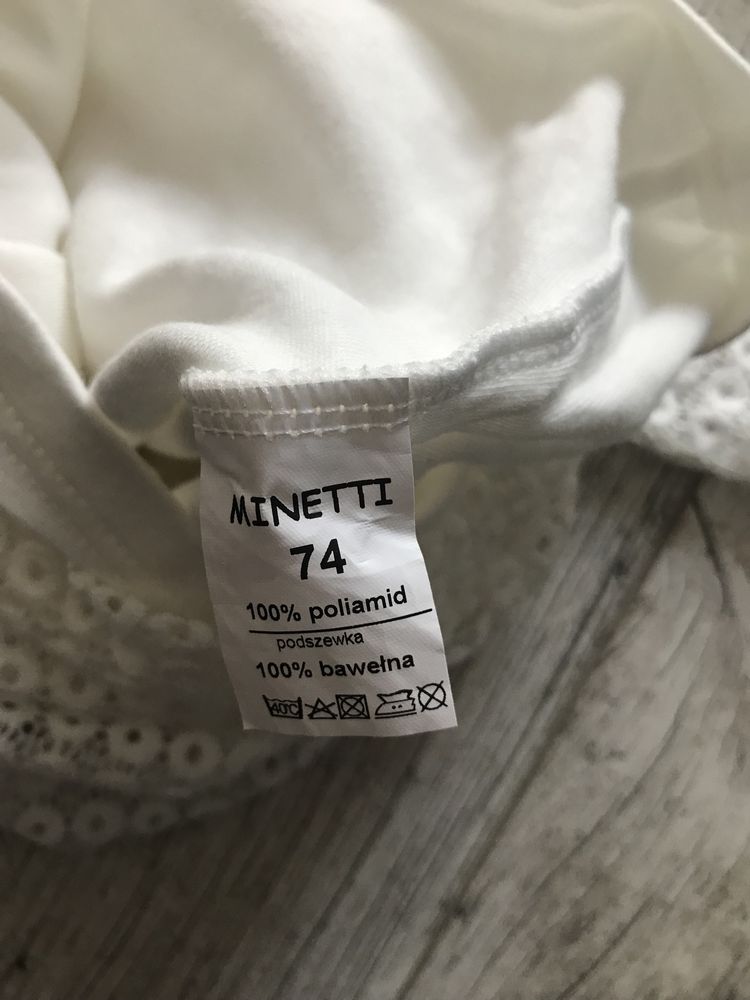 MINETTI
74
100% poliamid
podszewka
100% bawełna
40°C